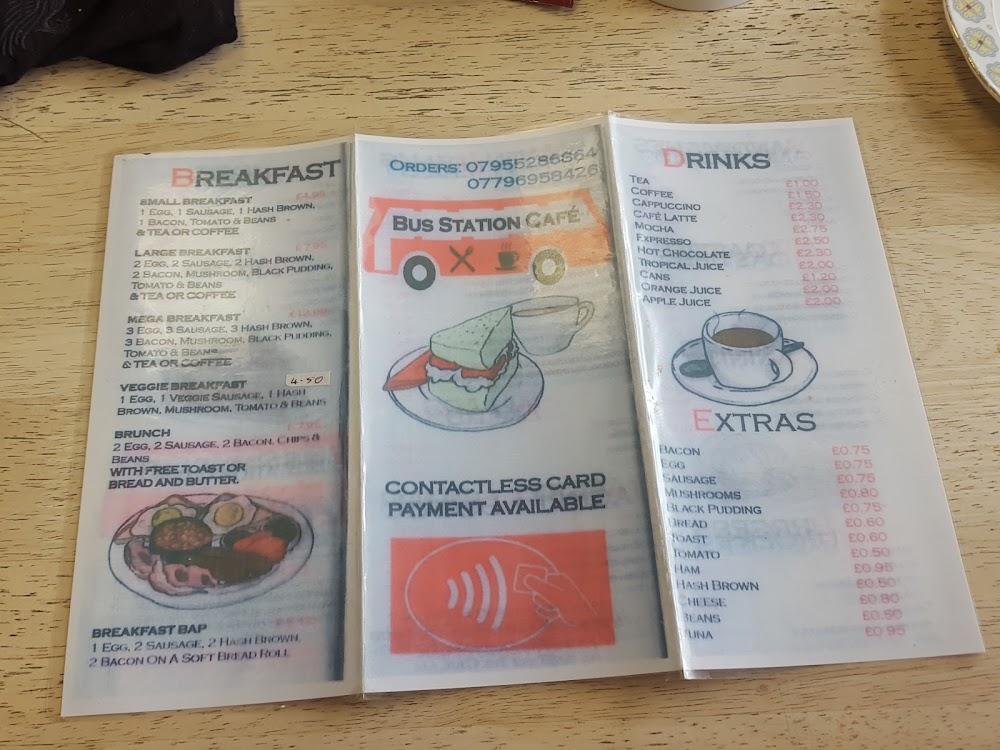 BREAKFAST
SMALL BREAKFAST £4.95
1 EGG, 1 SAUSAGE, 1 HASH BROWN,
1 BACON, TOMATO & BEANS
& TEA OR COFFEE
LARGE BREAKFAST £7.95
2 EGG, 2 SAUSAGE, 2 HASH BROWN,
2 BACON, MUSHROOM, BLACK PUDDING,
TOMATO & BEANS
& TEA OR COFFEE
MEGA BREAKFAST
3 EGG, 3 SAUSAGE, 3 HASH BROWN,
3 BACON, MUSHROOM, BLACK PUDDING,
TOMATO & BEANS
& TEA OR COFFEE
VEGGIE BREAKFAST 4.50
1 EGG, 1 VEGGIE SAUSAGE, 1 HASH
BROWN, MUSHROOM, TOMATO & BEANS
BRUNCH £7.95
2 EGG, 2 SAUSAGE, 2 BACON, CHIPS &
BEANS
WITH FREE TOAST OR
BREAD AND BUTTER.
BREAKFAST BAP
1 EGG, 2 SAUSAGE, 2 HASH BROWN,
2 BACON ON A SOFT BREAD ROLL
ORDERS: 07955286864
07796958426
BUS STATION CAFÉ
CONTACTLESS CARD
PAYMENT AVAILABLE
DRINKS
TEA £1.00
COFFEE £1.50
CAPPUCCINO £2.30
CAFÉ LATTE £2.30
MOCHA £2.75
EXPRESSO £2.50
HOT CHOCOLATE £2.30
TROPICAL JUICE £2.00
CANS £1.20
ORANGE JUICE £2.00
APPLE JUICE £2.00
EXTRAS
BACON £0.75
EGG £0.75
SAUSAGE £0.75
MUSHROOMS £0.80
BLACK PUDDING £0.75
BREAD £0.60
TOAST £0.60
TOMATO £0.50
HAM £0.95
HASH BROWN £0.50
CHEESE £0.80
BEANS £0.50
TUNA £0.95